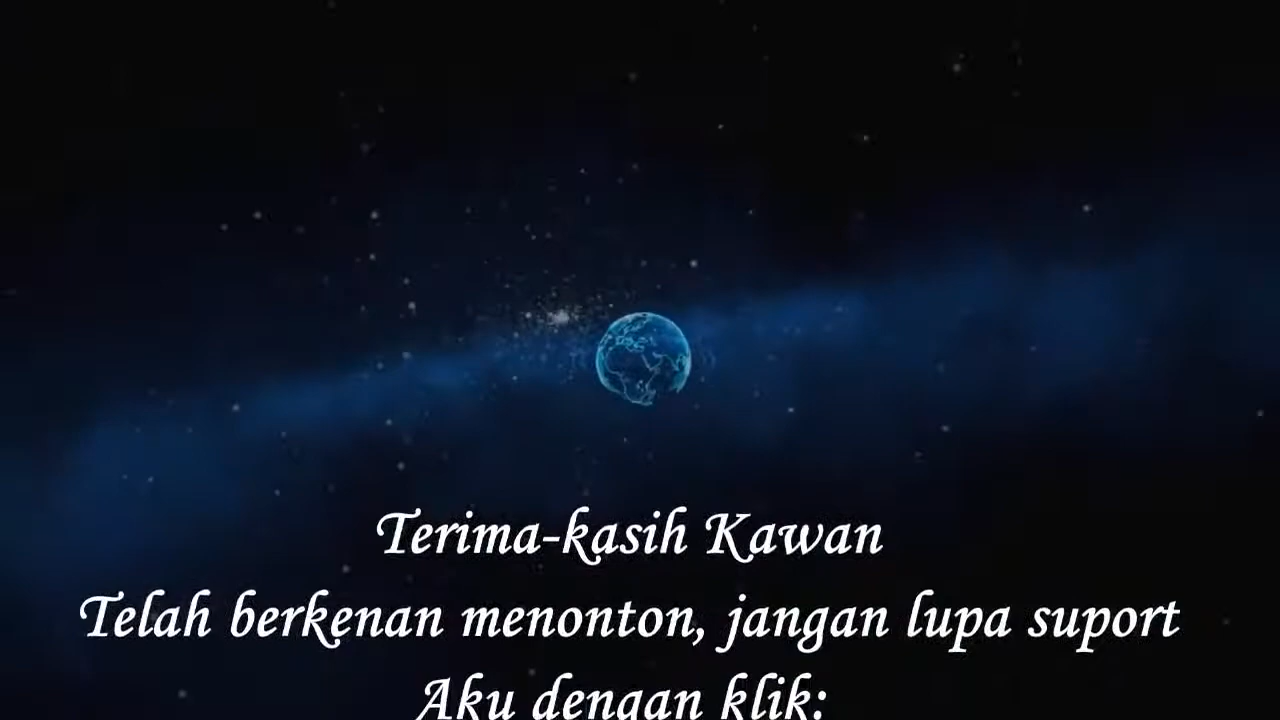 Terima-kasih Kawan
Telah berkenan menonton, jangan lupa suport
Aku dengan klik: